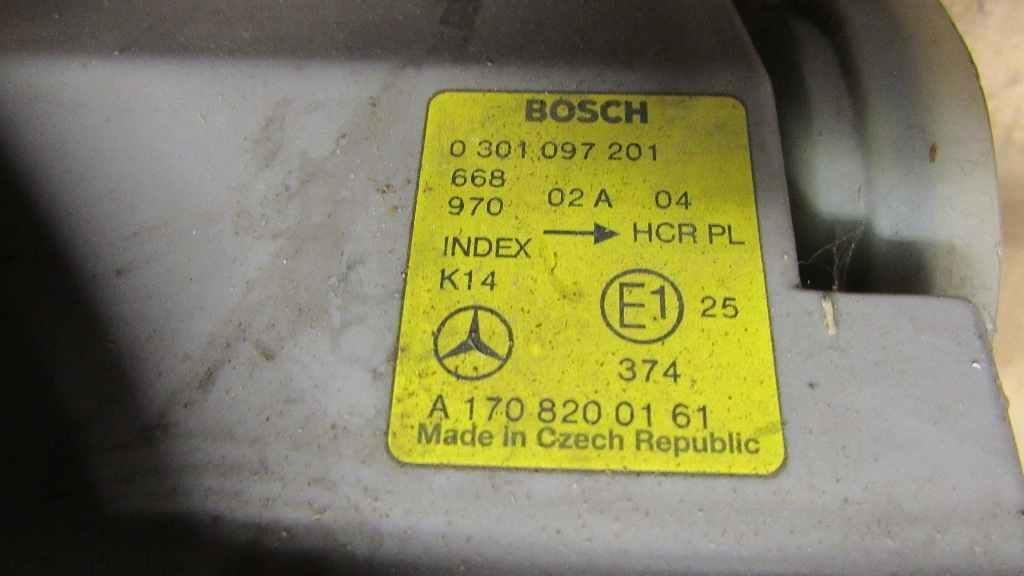 BOSCH
0 301 097 201
668
970 02 A 04
INDEX HCR PL
K14
E1 25
374
A 170 820 01 61
Made in Czech Republic